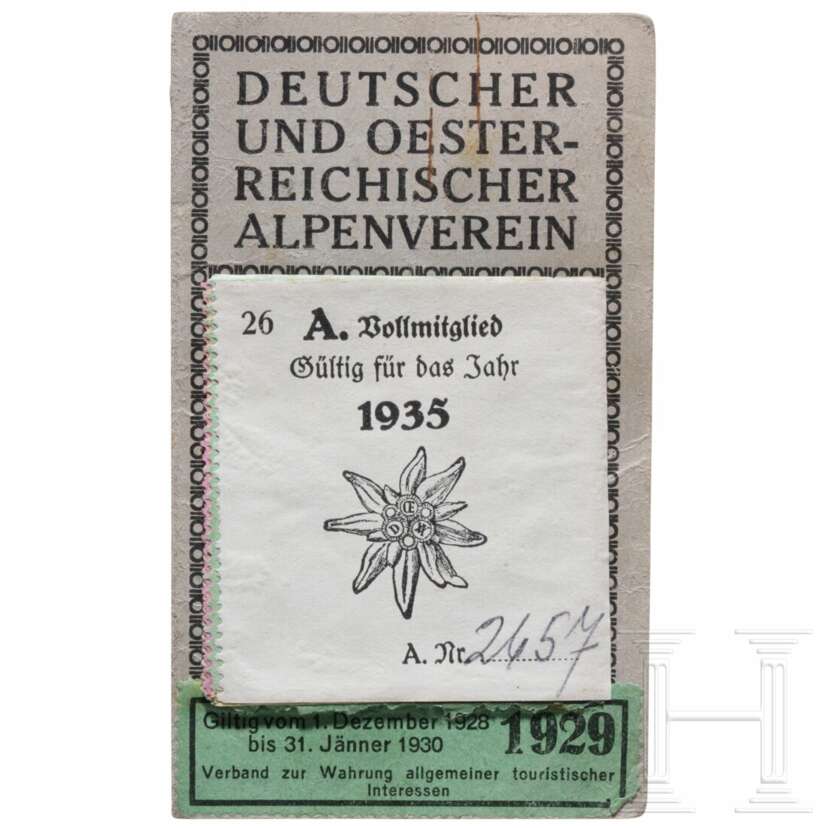 DEUTSCHER
UND OESTER-
REICHISCHER
ALPENVEREIN
26 A. Vollmitglied
Gültig für das Jahr
1935
A. Nr. 2457
Giltig vom 1. Dezember 1928
bis 31. Jänner 1930
1929
Verband zur Wahrung allgemeiner touristischer
Interessen